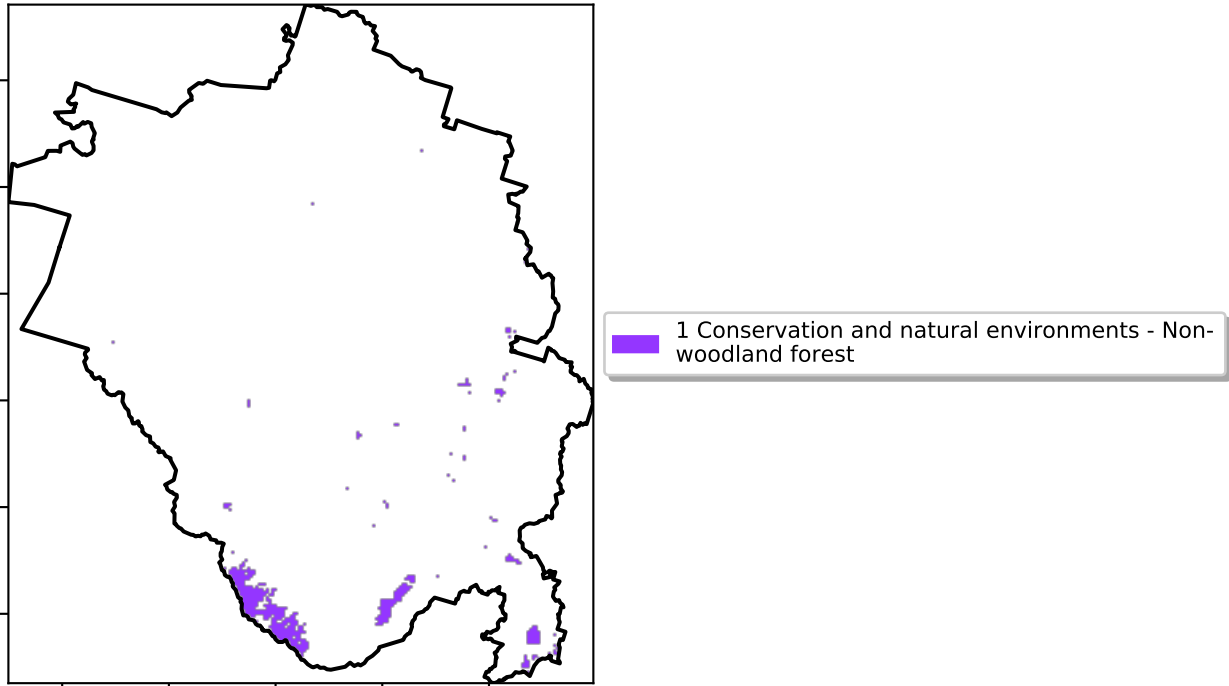 1 Conservation and natural environments - Non-
woodland forest